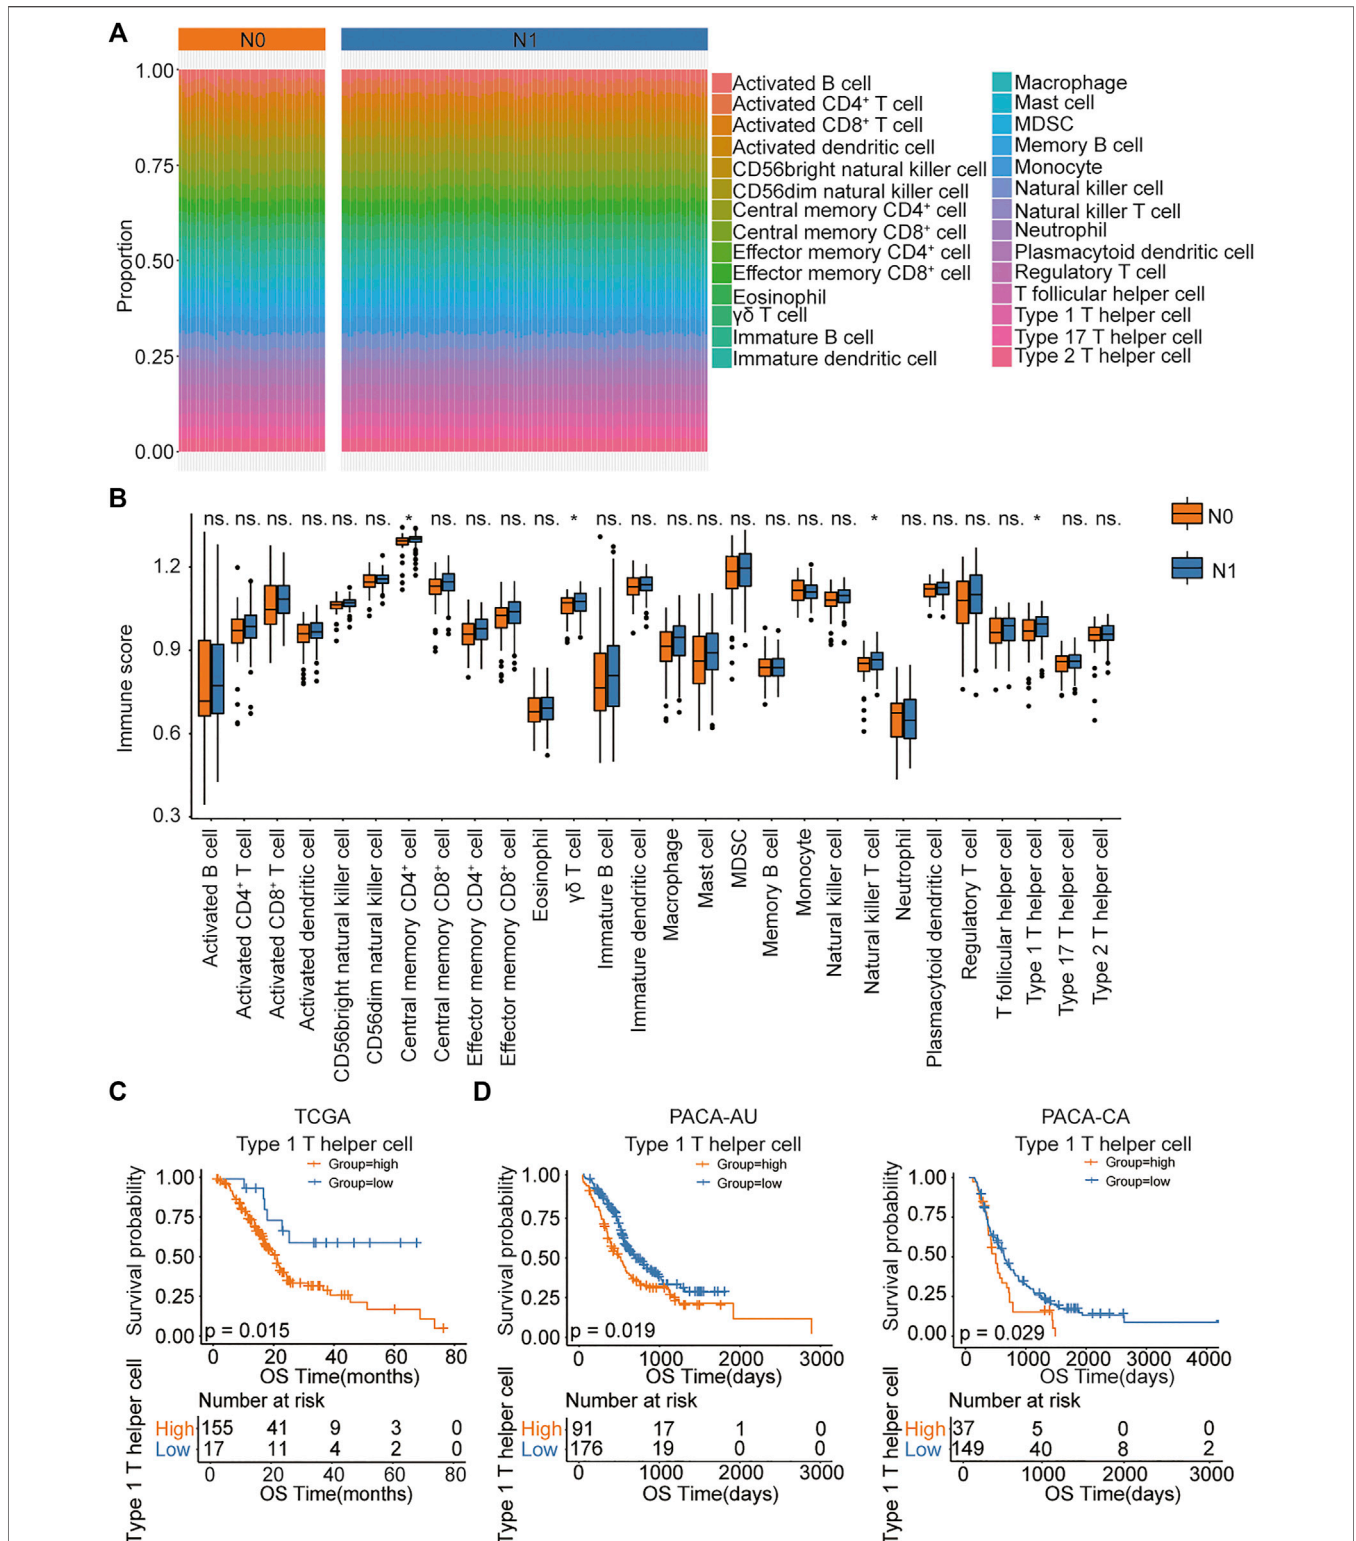 A
N0
N1
1.00
0.75
0.50
0.25
0.00
Proportion
Activated B cell
Activated CD4⁺ T cell
Activated CD8⁺ T cell
Activated dendritic cell
CD56bright natural killer cell
CD56dim natural killer cell
Central memory CD4⁺ cell
Central memory CD8⁺ cell
Effector memory CD4⁺ cell
Effector memory CD8⁺ cell
Eosinophil
γδ T cell
Immature B cell
Immature dendritic cell
Macrophage
Mast cell
MDSC
Memory B cell
Monocyte
Natural killer cell
Natural killer T cell
Neutrophil
Plasmacytoid dendritic cell
Regulatory T cell
T follicular helper cell
Type 1 T helper cell
Type 17 T helper cell
Type 2 T helper cell
B
ns. ns. ns. ns. ns. ns. * ns. ns. ns. ns. * ns. ns. ns. ns. ns. ns. ns. ns. * ns. ns. ns. ns. * ns. ns.
N0
N1
1.2
0.9
0.6
0.3
Immune score
Activated B cell
Activated CD4⁺ T cell
Activated CD8⁺ T cell
Activated dendritic cell
CD56bright natural killer cell
CD56dim natural killer cell
Central memory CD4⁺ cell
Central memory CD8⁺ cell
Effector memory CD4⁺ cell
Effector memory CD8⁺ cell
Eosinophil
γδ T cell
Immature B cell
Immature dendritic cell
Macrophage
Mast cell
MDSC
Memory B cell
Monocyte
Natural killer cell
Natural killer T cell
Neutrophil
Plasmacytoid dendritic cell
Regulatory T cell
T follicular helper cell
Type 1 T helper cell
Type 17 T helper cell
Type 2 T helper cell
C
TCGA
Type 1 T helper cell
Group=high
Group=low
Survival probability
1.00
0.75
0.50
0.25
0.00
p = 0.015
0 20 40 60 80
OS Time(months)
Type 1 T helper cell
Number at risk
High 155 41 9 3 0
Low 17 11 4 2 0
0 20 40 60 80
OS Time(months)
D
PACA-AU
Type 1 T helper cell
Group=high
Group=low
Survival probability
1.00
0.75
0.50
0.25
0.00
p = 0.019
0 1000 2000 3000
OS Time(days)
Type 1 T helper cell
Number at risk
High 91 17 1 0
Low 176 19 0 0
0 1000 2000 3000
OS Time(days)
PACA-CA
Type 1 T helper cell
Group=high
Group=low
Survival probability
1.00
0.75
0.50
0.25
0.00
p = 0.029
0 1000 2000 3000 4000
OS Time(days)
Type 1 T helper cell
Number at risk
High 37 5 0 0
Low 149 40 8 2
0 1000 2000 3000
OS Time(days)